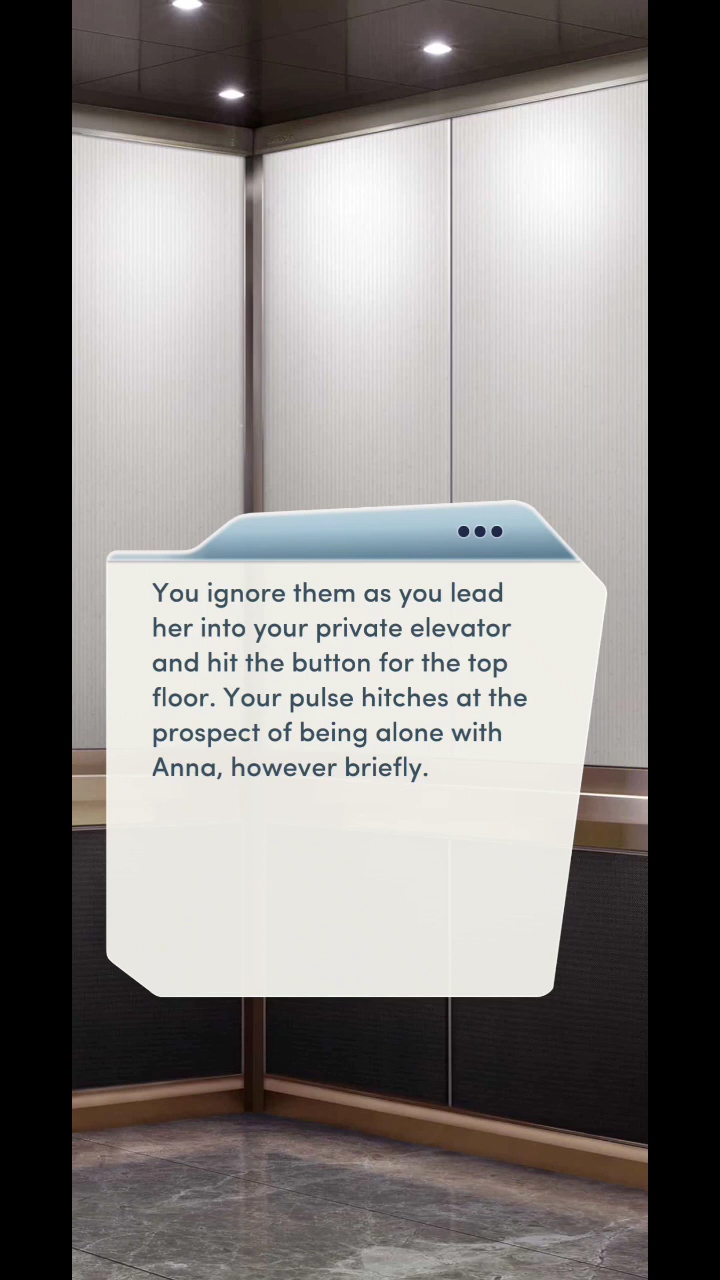 You ignore them as you lead
her into your private elevator
and hit the button for the top
floor. Your pulse hitches at the
prospect of being alone with
Anna, however briefly.